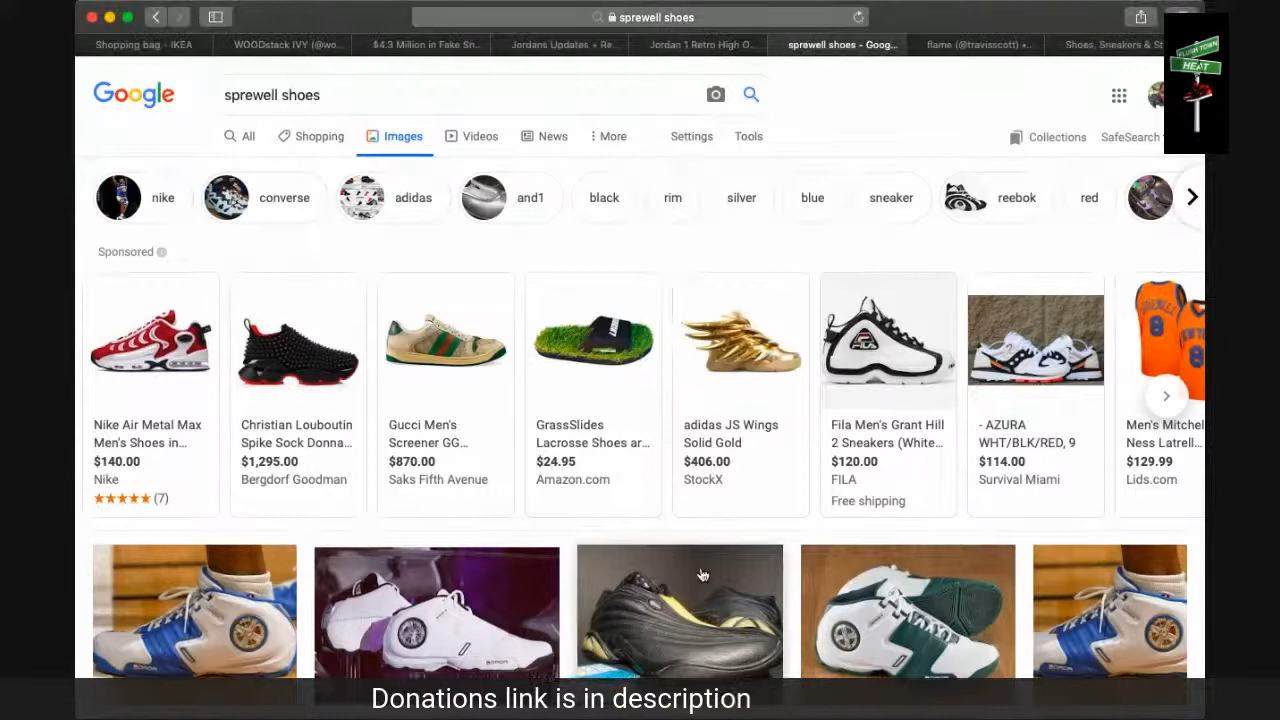 sprewell shoes
Shopping bag - IKEA
WOODstack IVY (@wo...
$4.3 Million in Fake Sn...
Jordans Updates + Re...
Jordan 1 Retro High O...
sprewell shoes - Goog...
flame (@travisscott) •...
Shoes, Sneakers & St
FLUSH TOWN
HEAT
Google
sprewell shoes
All
Shopping
Images
Videos
News
More
Settings
Tools
Collections
SafeSearch
nike
converse
adidas
and1
black
rim
silver
blue
sneaker
reebok
red
Sponsored
Nike Air Metal Max
Men's Shoes in...
$140.00
Nike
(7)
Christian Louboutin
Spike Sock Donna...
$1,295.00
Bergdorf Goodman
Gucci Men's
Screener GG...
$870.00
Saks Fifth Avenue
GrassSlides
Lacrosse Shoes ar...
$24.95
Amazon.com
adidas JS Wings
Solid Gold
$406.00
StockX
Fila Men's Grant Hill
2 Sneakers (White...
$120.00
FILA
Free shipping
- AZURA
WHT/BLK/RED, 9
$114.00
Survival Miami
Men's Mitchel
Ness Latrell...
$129.99
Lids.com
Donations link is in description